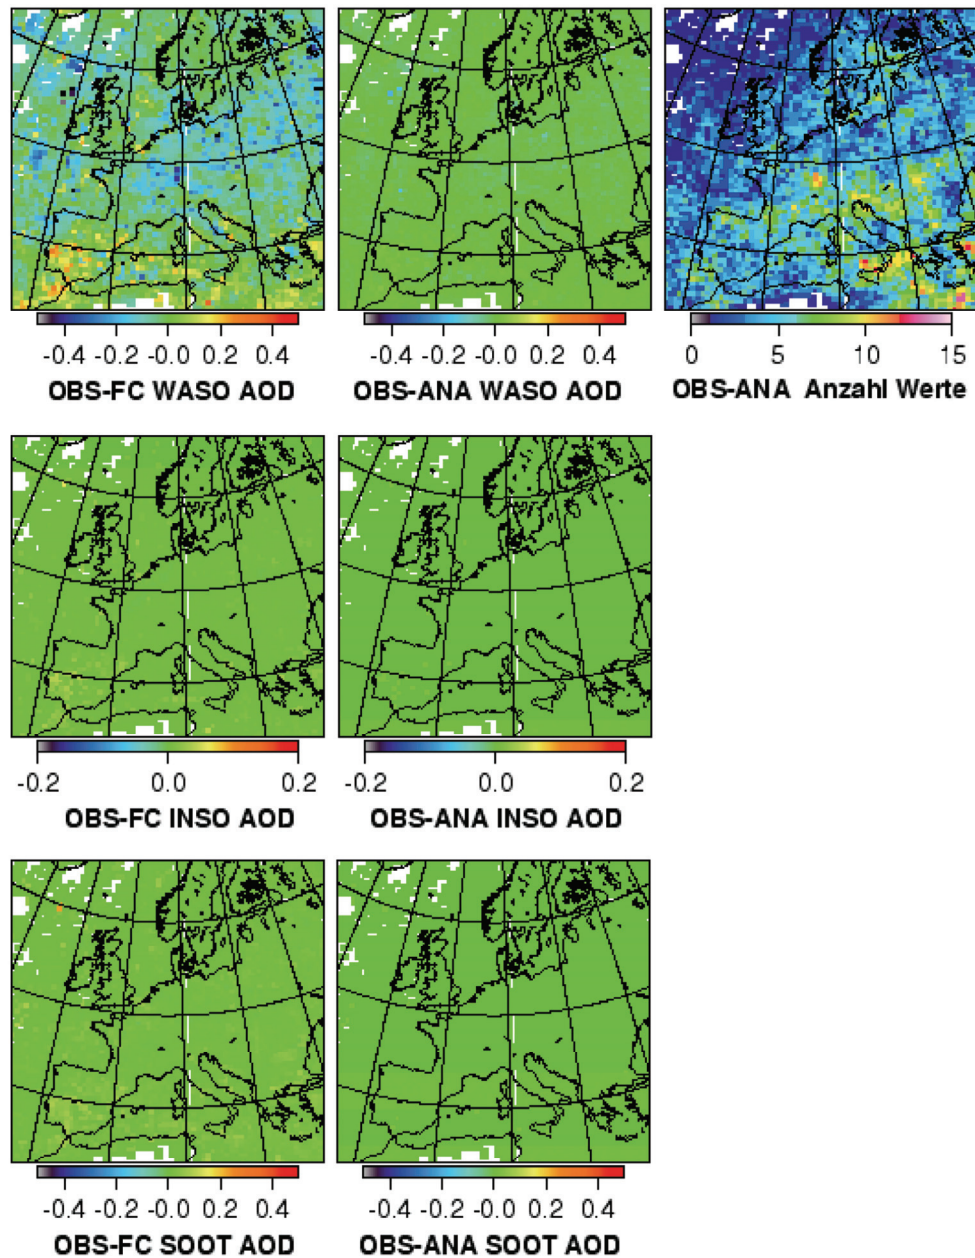 -0.4 -0.2 -0.0 0.2 0.4
OBS-FC WASO AOD
-0.4 -0.2 -0.0 0.2 0.4
OBS-ANA WASO AOD
0 5 10 15
OBS-ANA Anzahl Werte
-0.2 0.0 0.2
OBS-FC INSO AOD
-0.2 0.0 0.2
OBS-ANA INSO AOD
-0.4 -0.2 -0.0 0.2 0.4
OBS-FC SOOT AOD
-0.4 -0.2 -0.0 0.2 0.4
OBS-ANA SOOT AOD